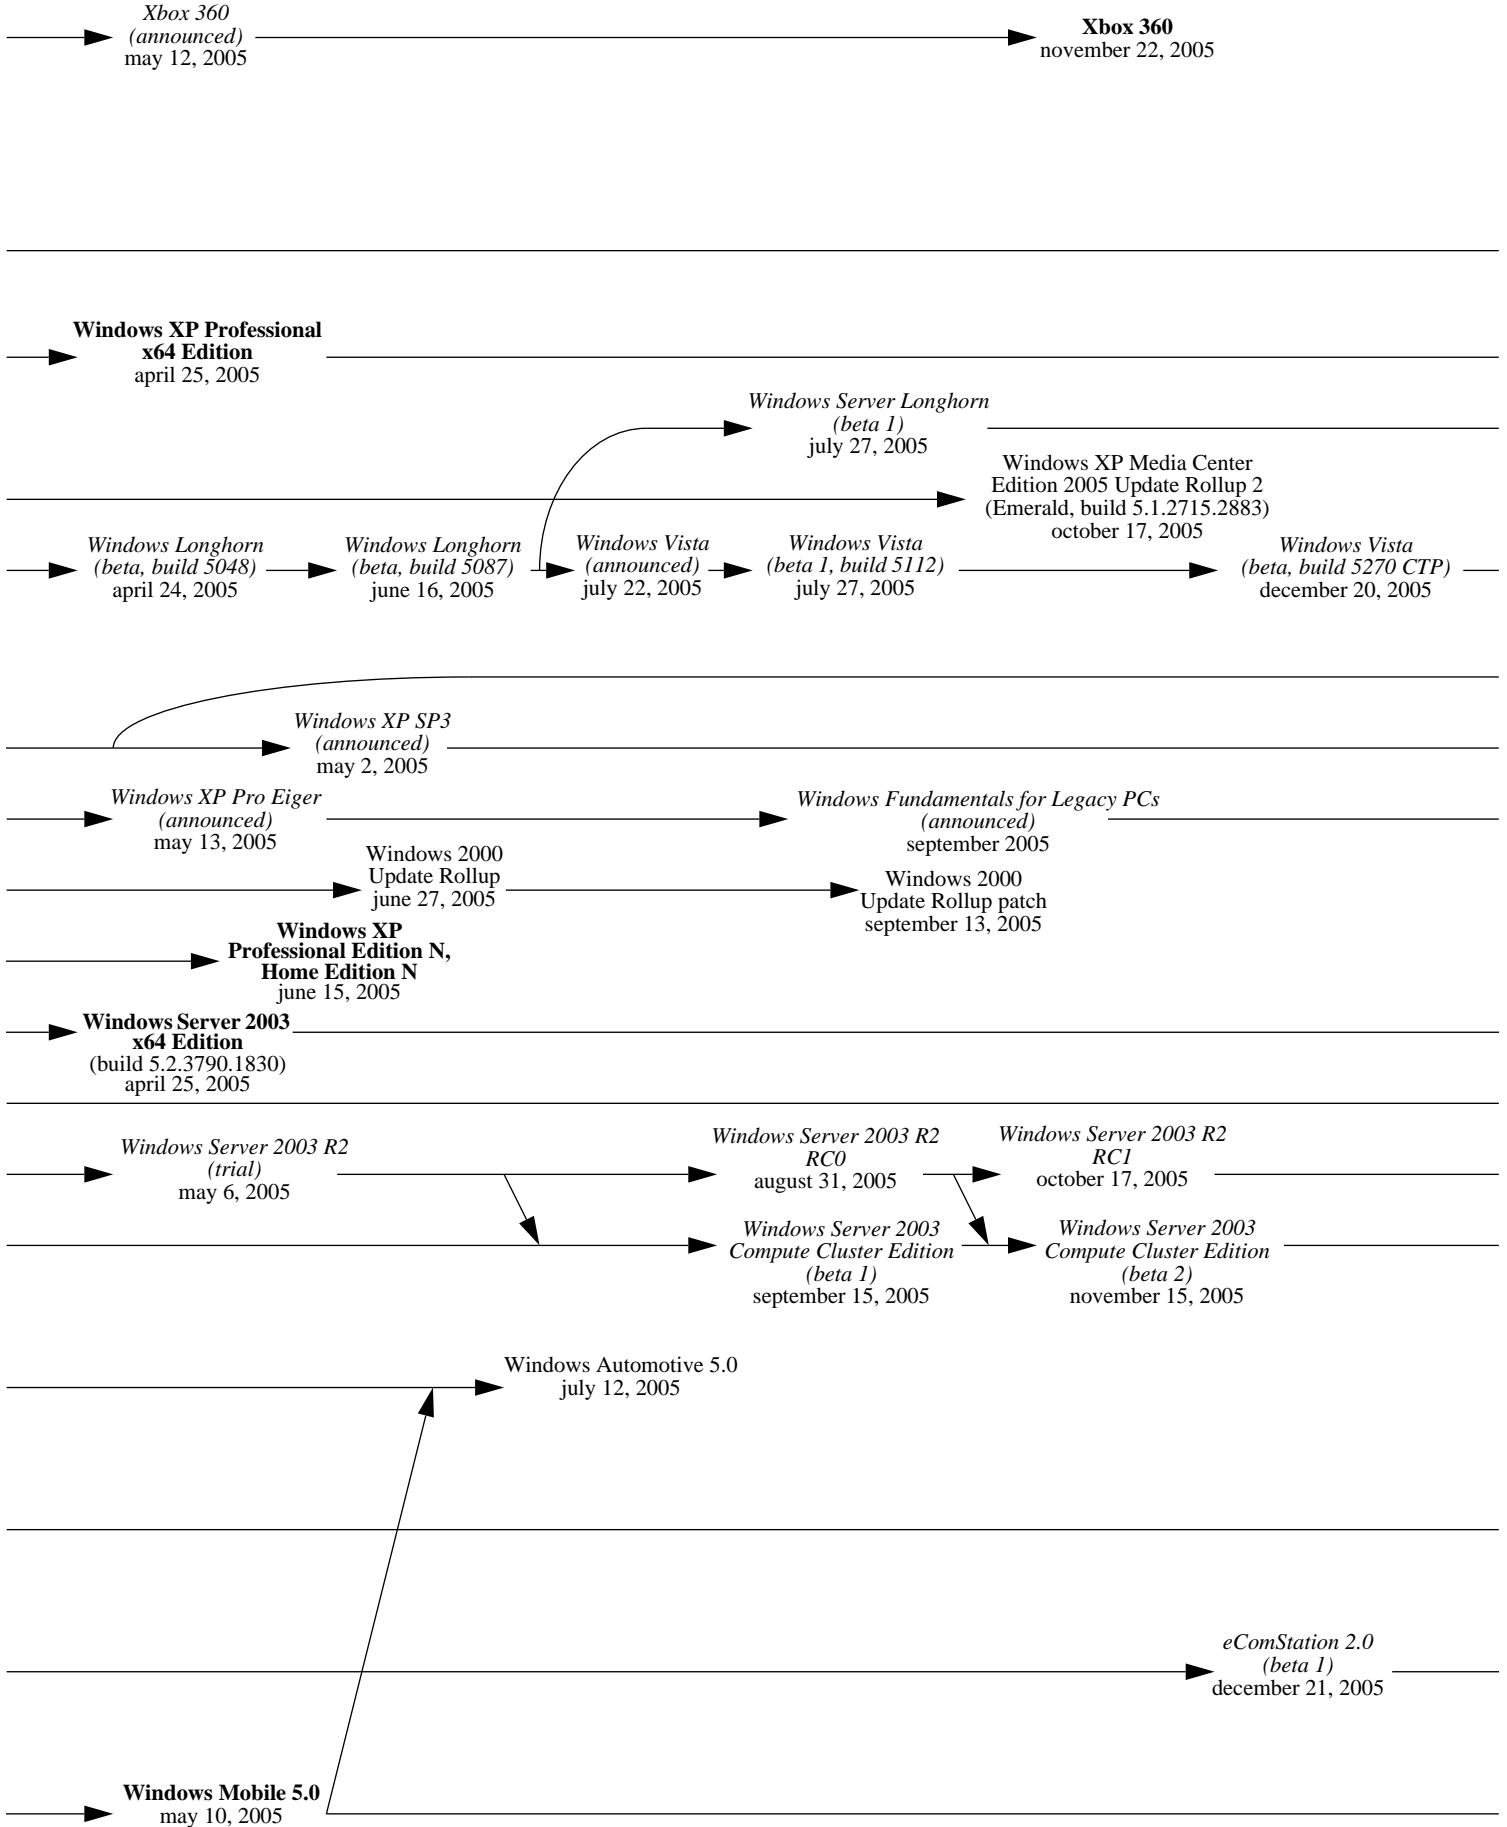 Xbox 360
(announced)
may 12, 2005
Xbox 360
november 22, 2005
Windows XP Professional
x64 Edition
april 25, 2005
Windows Server Longhorn
(beta 1)
july 27, 2005
Windows XP Media Center
Edition 2005 Update Rollup 2
(Emerald, build 5.1.2715.2883)
october 17, 2005
Windows Longhorn
(beta, build 5048)
april 24, 2005
Windows Longhorn
(beta, build 5087)
june 16, 2005
Windows Vista
(announced)
july 22, 2005
Windows Vista
(beta 1, build 5112)
july 27, 2005
Windows Vista
(beta, build 5270 CTP)
december 20, 2005
Windows XP SP3
(announced)
may 2, 2005
Windows XP Pro Eiger
(announced)
may 13, 2005
Windows Fundamentals for Legacy PCs
(announced)
september 2005
Windows 2000
Update Rollup
june 27, 2005
Windows 2000
Update Rollup patch
september 13, 2005
Windows XP
Professional Edition N,
Home Edition N
june 15, 2005
Windows Server 2003
x64 Edition
(build 5.2.3790.1830)
april 25, 2005
Windows Server 2003 R2
(trial)
may 6, 2005
Windows Server 2003 R2
RC0
august 31, 2005
Windows Server 2003 R2
RC1
october 17, 2005
Windows Server 2003
Compute Cluster Edition
(beta 1)
september 15, 2005
Windows Server 2003
Compute Cluster Edition
(beta 2)
november 15, 2005
Windows Automotive 5.0
july 12, 2005
eComStation 2.0
(beta 1)
december 21, 2005
Windows Mobile 5.0
may 10, 2005